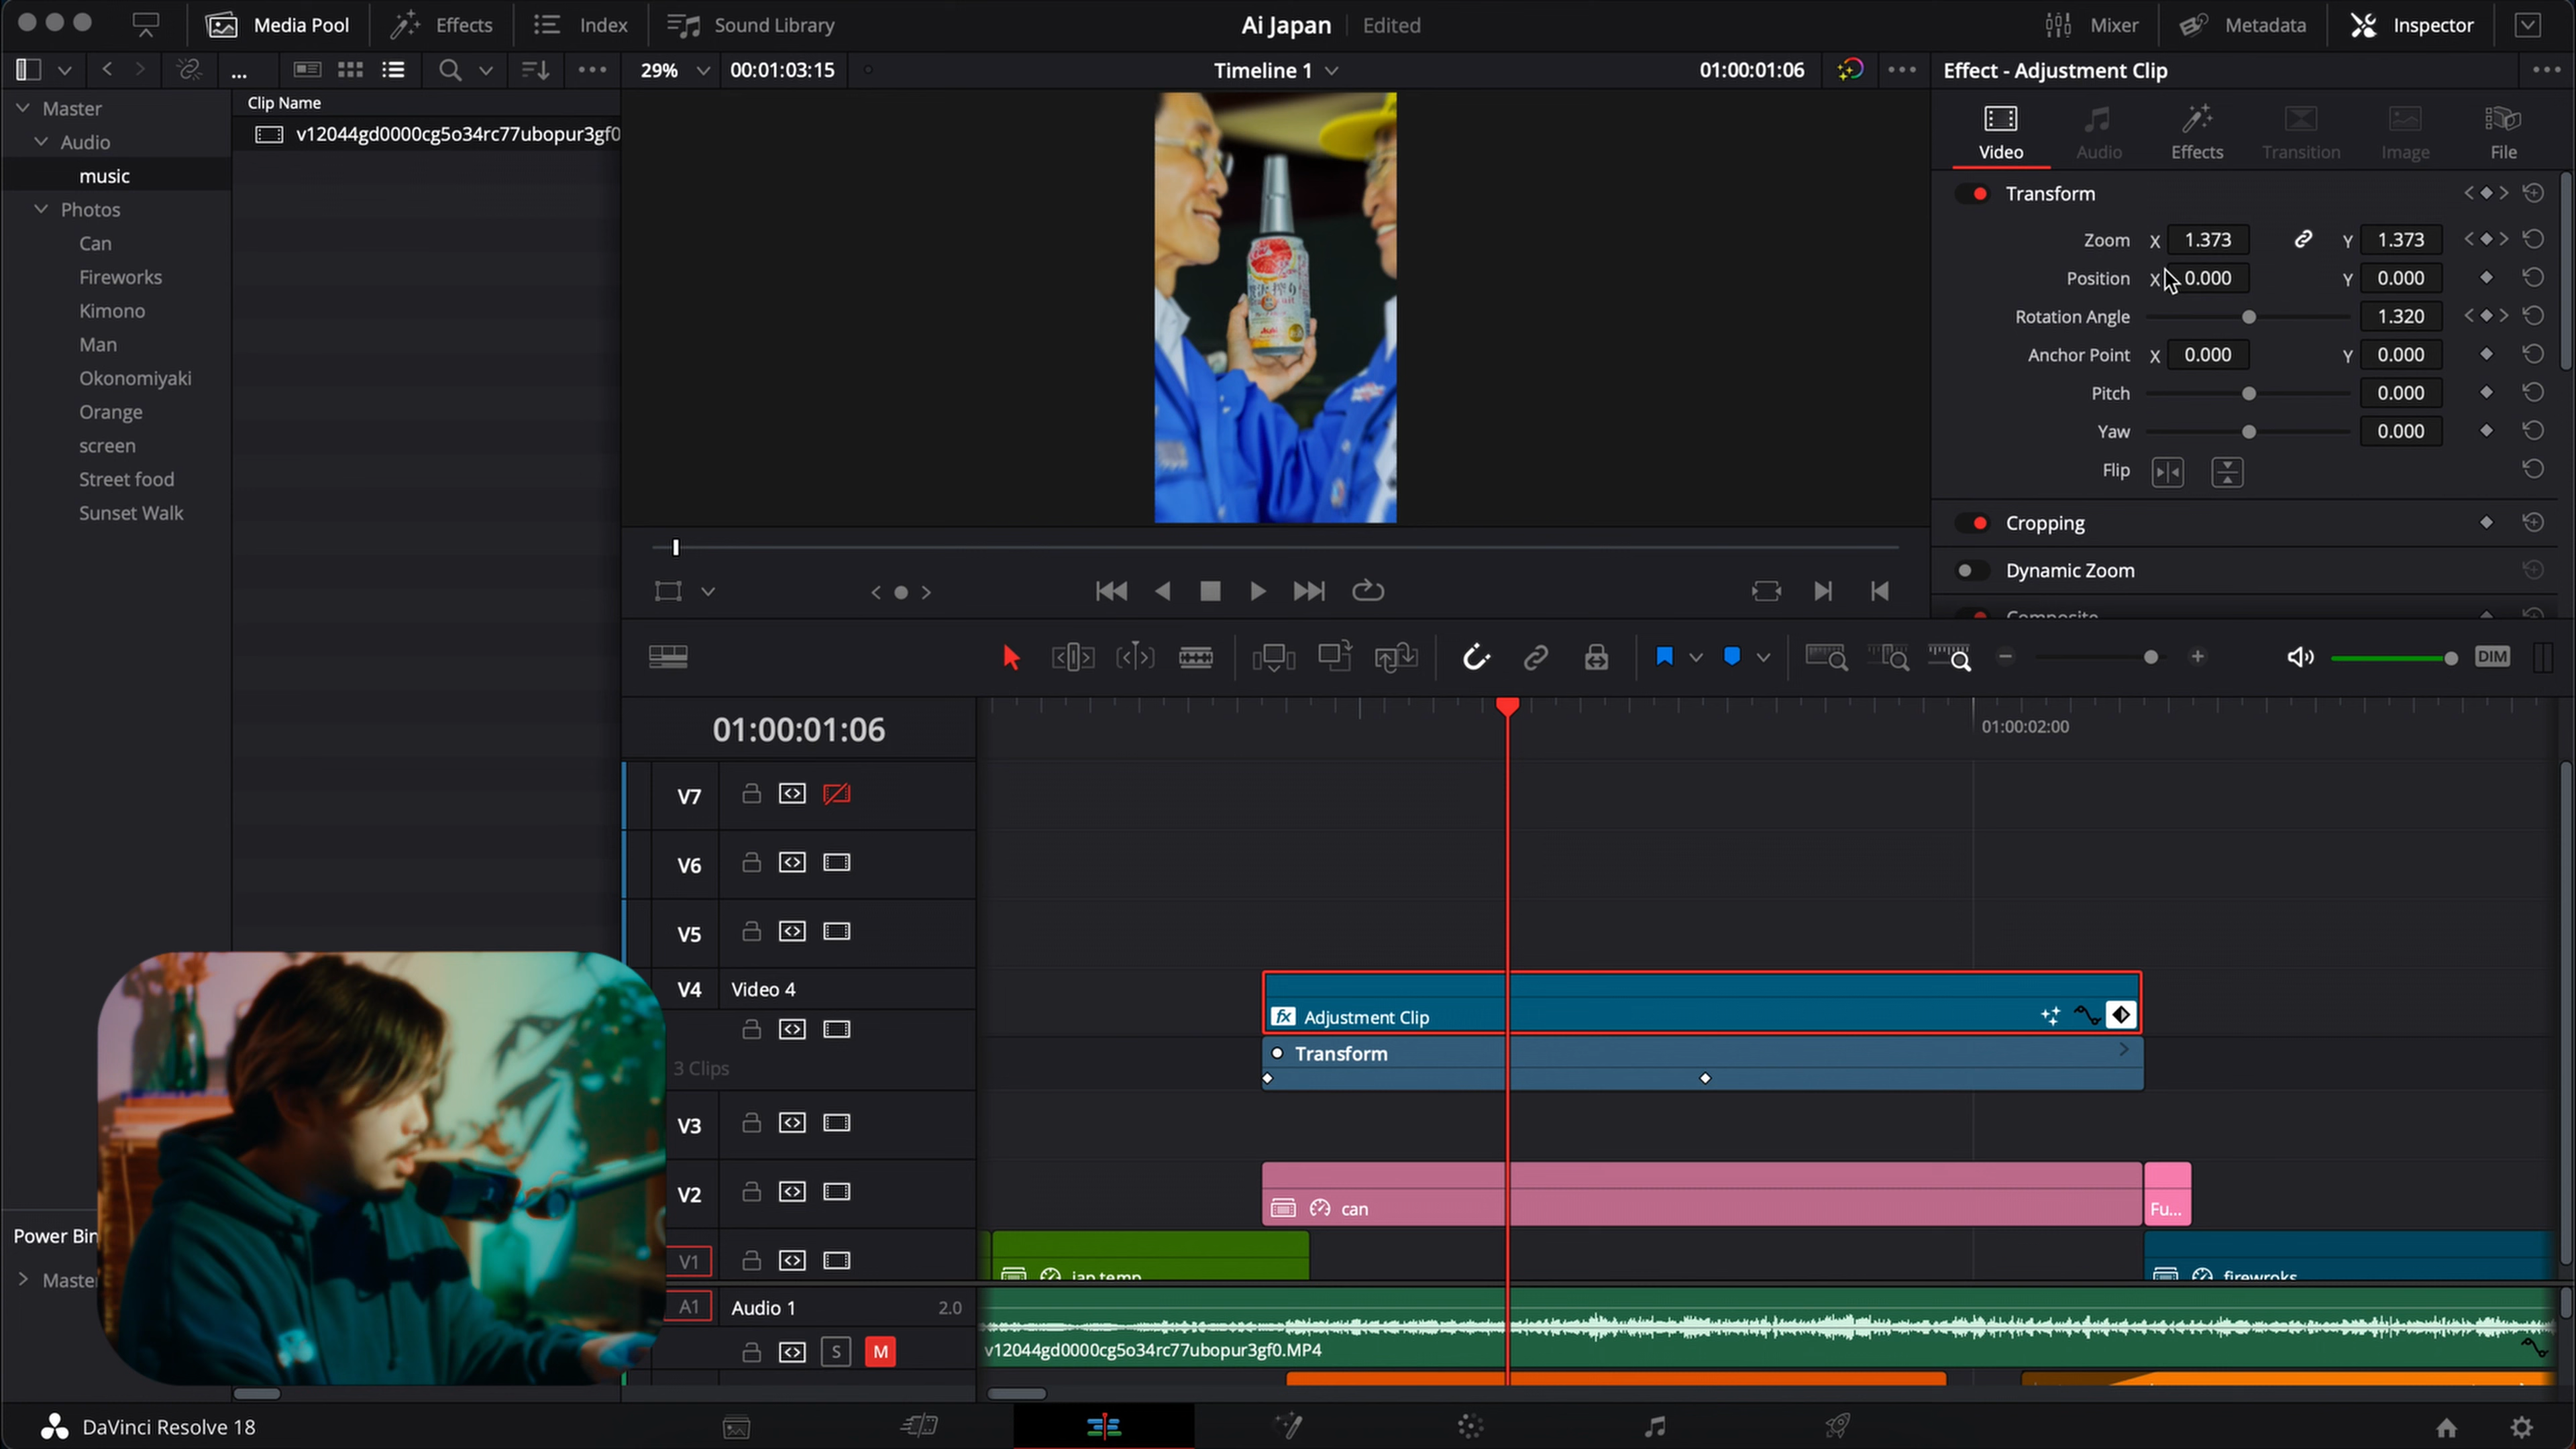 Media Pool
Effects
Index
Sound Library
Ai Japan
Edited
Mixer
Metadata
Inspector
...
29%
00:01:03:15
Timeline 1
01:00:01:06
Effect - Adjustment Clip
Master
Clip Name
Video
Audio
Effects
Transition
Image
File
v12044gd0000cg5o34rc77ubopur3gf0
Audio
music
Photos
Can
Fireworks
Kimono
Man
Okonomiyaki
Orange
screen
Street food
Sunset Walk
Transform
Zoom X 1.373 Y 1.373
Position X 0.000 Y 0.000
Rotation Angle 1.320
Anchor Point X 0.000 Y 0.000
Pitch 0.000
Yaw 0.000
Flip
Cropping
Dynamic Zoom
Composite
DIM
01:00:01:06
01:00:02:00
V7
V6
V5
V4 Video 4
3 Clips
fx Adjustment Clip
Transform
V3
V2
can
Fu...
V1
jap temp
firewroks
A1 Audio 1 2.0
S M
v12044gd0000cg5o34rc77ubopur3gf0.MP4
Power Bin
DaVinci Resolve 18